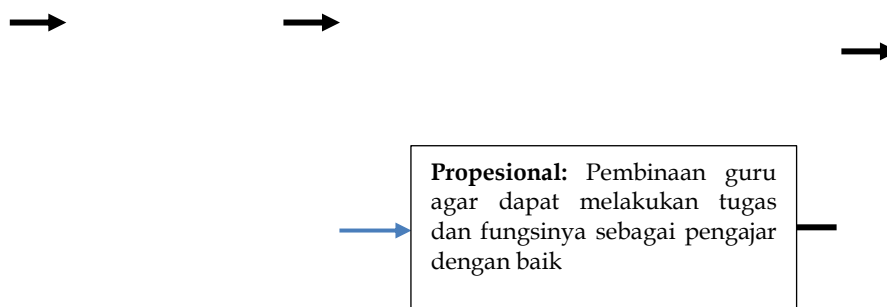 Propesional: Pembinaan guru
agar dapat melakukan tugas
dan fungsinya sebagai pengajar
dengan baik